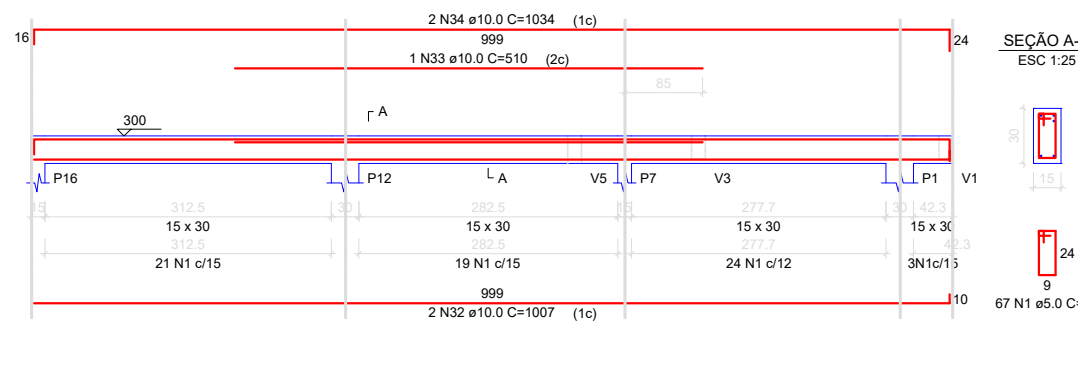 2 N34 ø10.0 C=1034 (1c)
16
999
24
SEÇÃO A-
ESC 1:25
1 N33 ø10.0 C=510 (2c)
85
A
300
30
15
P16
P12
A
V5
P7
V3
P1
V1
15
312.5
30
282.5
15
277.7
30
42.3
15 x 30
15 x 30
15 x 30
15 x 30
312.5
282.5
277.7
42.3
21 N1 c/15
19 N1 c/15
24 N1 c/12
3N1c/15
24
9
67 N1 ø5.0 C=
999
10
2 N32 ø10.0 C=1007 (1c)